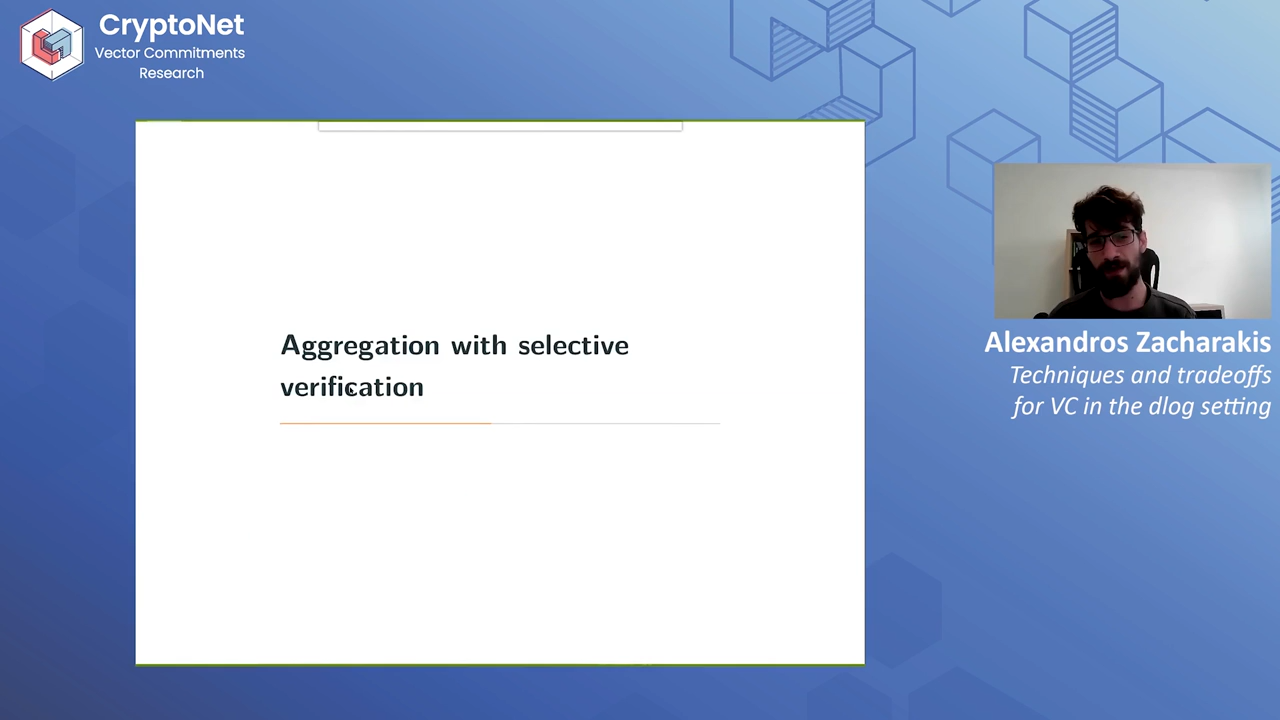 CryptoNet
Vector Commitments
Research
Aggregation with selective
verification
Alexandros Zacharakis
Techniques and tradeoffs
for VC in the dlog setting